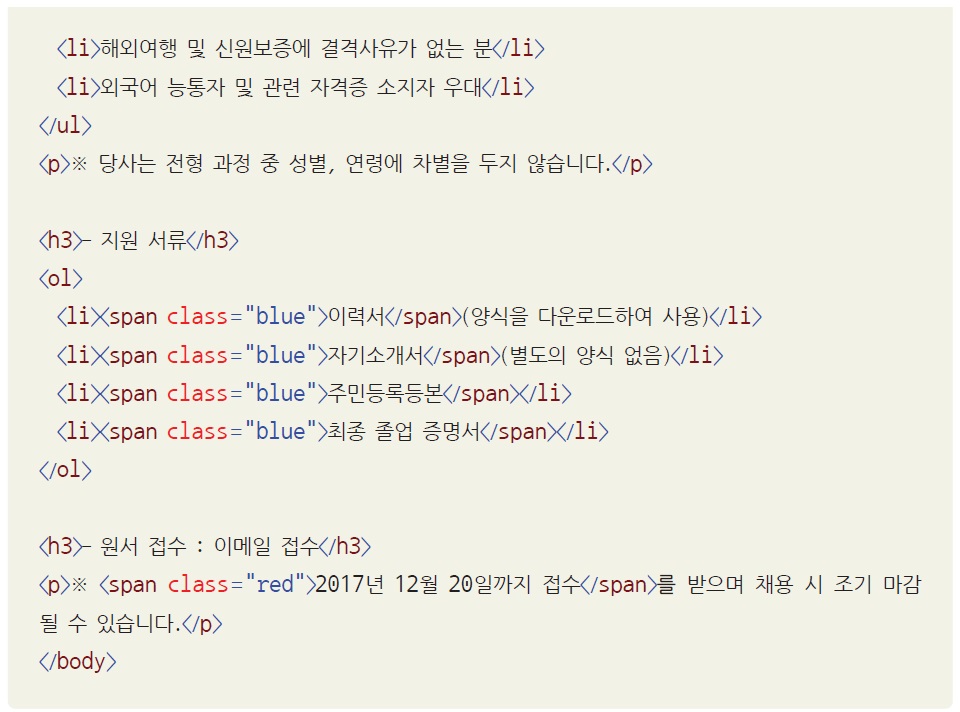 <li>해외여행 및 신원보증에 결격사유가 없는 분</li>
<li>외국어 능통자 및 관련 자격증 소지자 우대</li>
</ul>
<p>※ 당사는 전형 과정 중 성별, 연령에 차별을 두지 않습니다.</p>
<h3>- 지원 서류</h3>
<ol>
<li><span class="blue">이력서</span>(양식을 다운로드하여 사용)</li>
<li><span class="blue">자기소개서</span>(별도의 양식 없음)</li>
<li><span class="blue">주민등록등본</span></li>
<li><span class="blue">최종 졸업 증명서</span></li>
</ol>
<h3>- 원서 접수 : 이메일 접수</h3>
<p>※ <span class="red">2017년 12월 20일까지 접수</span>를 받으며 채용 시 조기 마감
될 수 있습니다.</p>
</body>